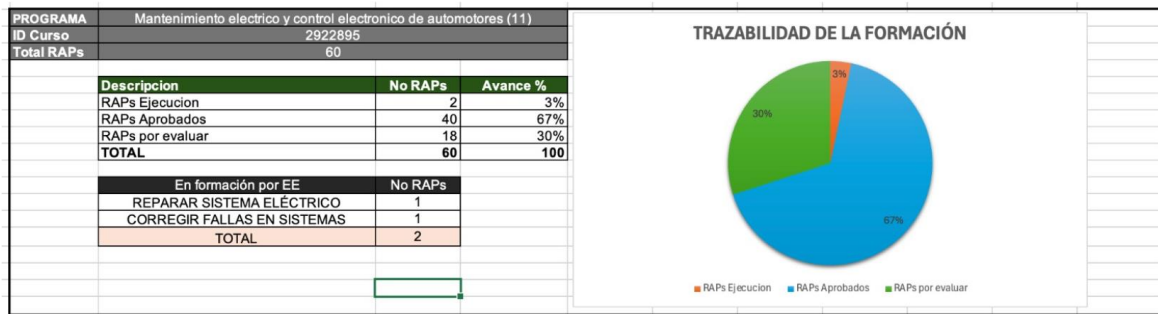 PROGRAMA Mantenimiento electrico y control electronico de automotores (11)
ID Curso 2922895
Total RAPs 60
Descripcion No RAPs Avance %
RAPs Ejecucion 2 3%
RAPs Aprobados 40 67%
RAPs por evaluar 18 30%
TOTAL 60 100
En formación por EE No RAPs
REPARAR SISTEMA ELÉCTRICO 1
CORREGIR FALLAS EN SISTEMAS 1
TOTAL 2
TRAZABILIDAD DE LA FORMACIÓN
3%
30%
67%
RAPs Ejecucion RAPs Aprobados RAPs por evaluar